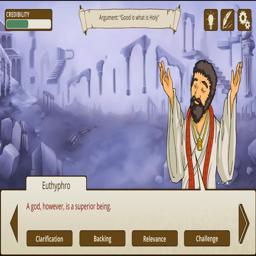 CREDIBILITY
Argument: "Good is what is Holy"
Euthyphro
A god, however, is a superior being.
Clarification
Backing
Relevance
Challenge